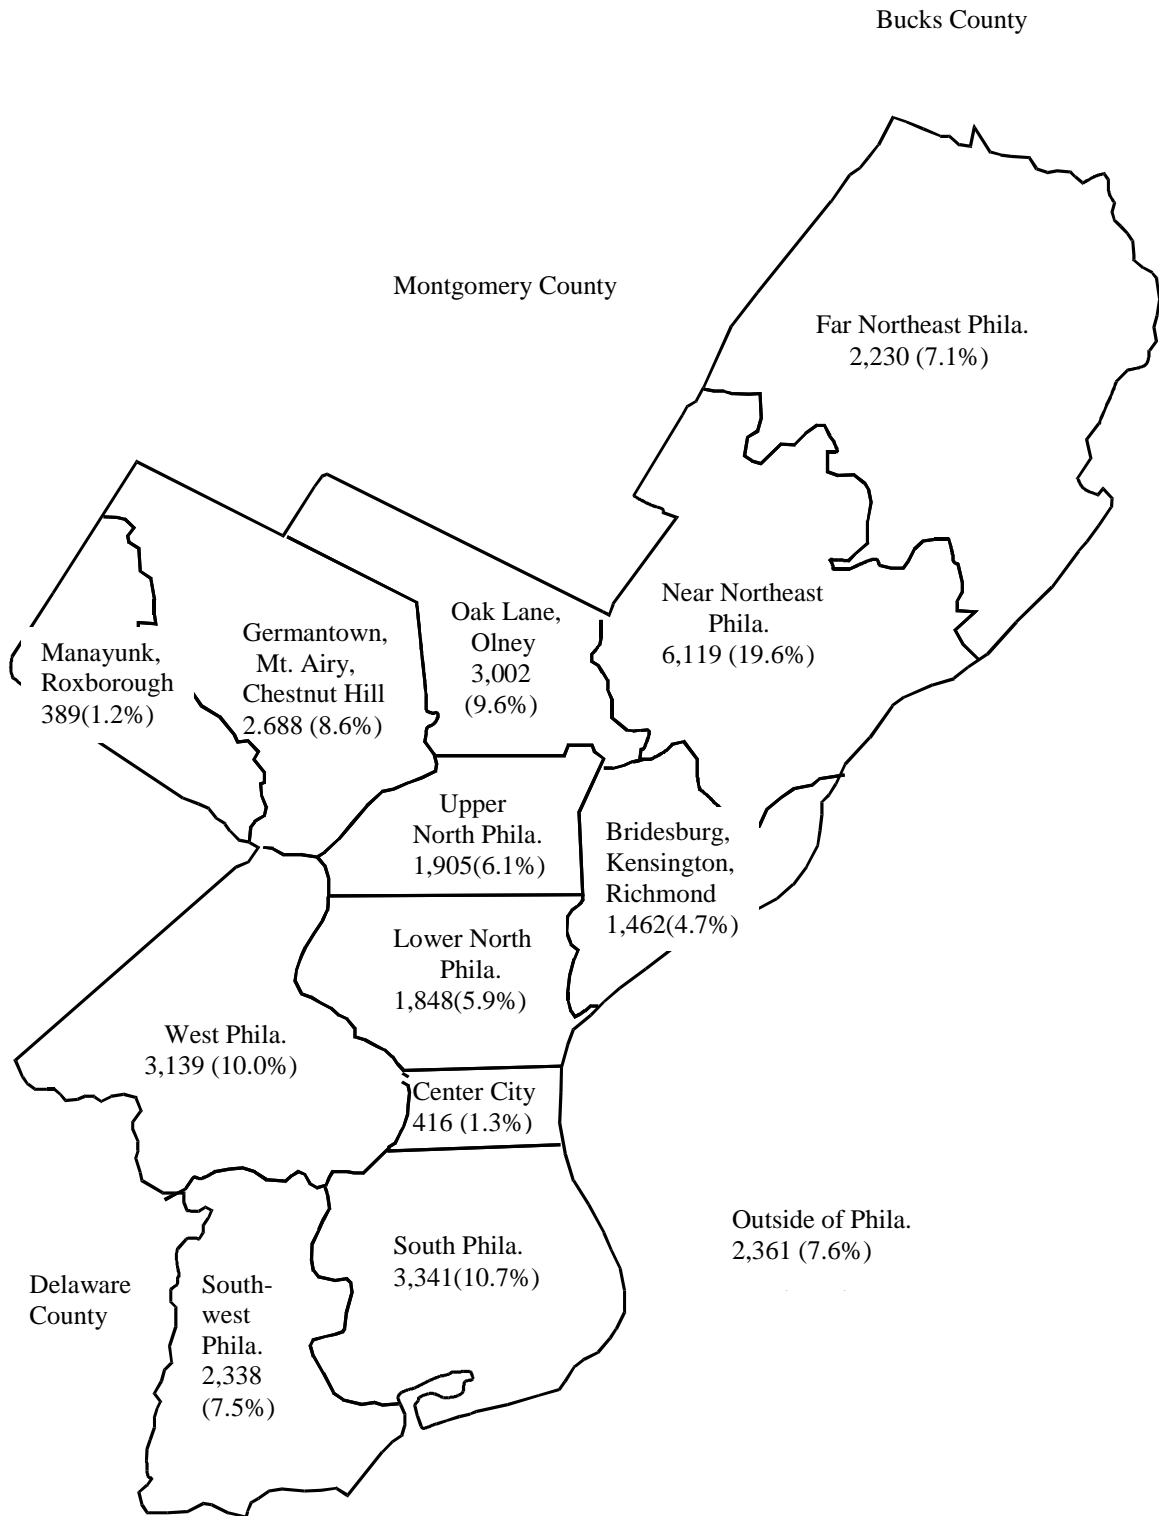 Bucks County
Montgomery County
Far Northeast Phila.
2,230 (7.1%)
Near Northeast
Phila.
6,119 (19.6%)
Oak Lane,
Olney
3,002
(9.6%)
Germantown,
Mt. Airy,
Chestnut Hill
2.688 (8.6%)
Manayunk,
Roxborough
389(1.2%)
Upper
North Phila.
1,905(6.1%)
Bridesburg,
Kensington,
Richmond
1,462(4.7%)
Lower North
Phila.
1,848(5.9%)
West Phila.
3,139 (10.0%)
Center City
416 (1.3%)
Outside of Phila.
2,361 (7.6%)
South Phila.
3,341(10.7%)
Delaware
County
South-
west
Phila.
2,338
(7.5%)